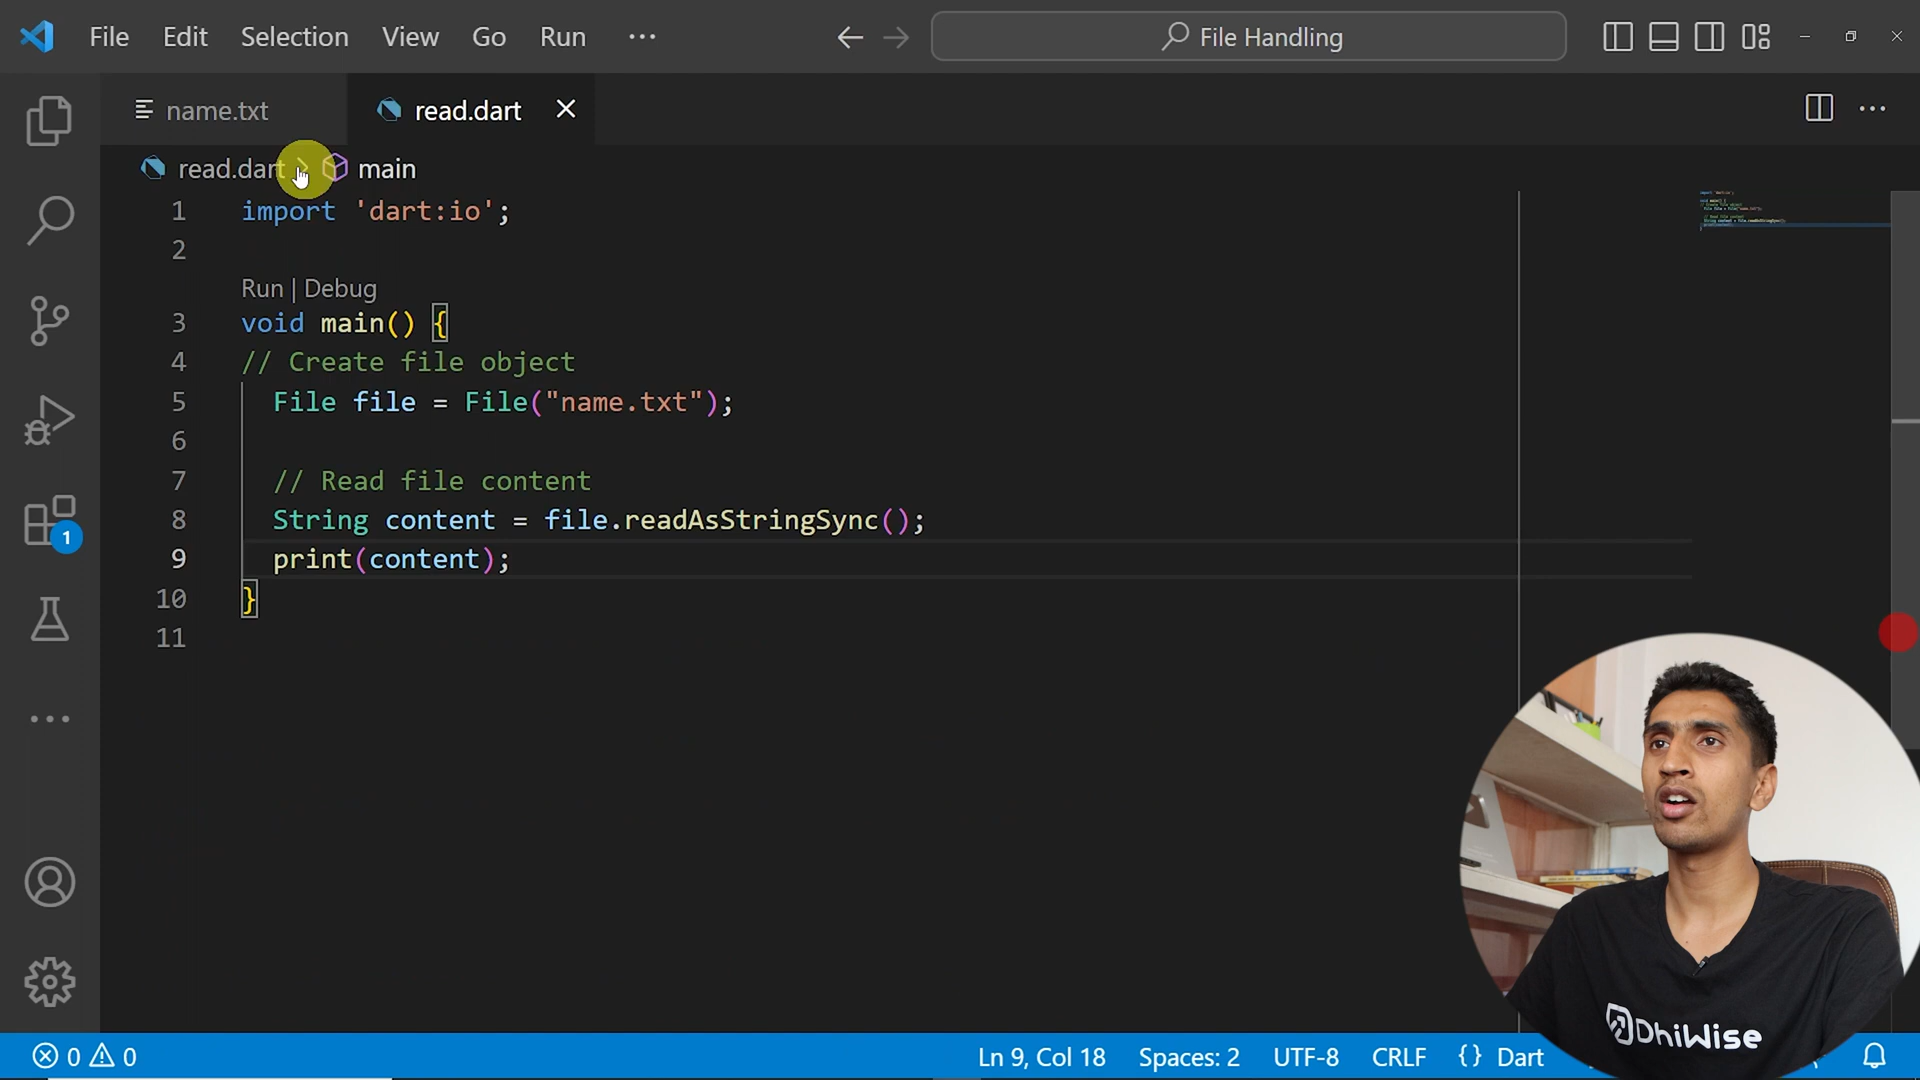 File Edit Selection View Go Run ··· File Handling
name.txt read.dart
read.dart > main
1 import 'dart:io';
2
Run | Debug
3 void main() {
4 // Create file object
5 File file = File("name.txt");
6
7 // Read file content
8 String content = file.readAsStringSync();
9 print(content);
10 }
11
1
DhiWise
0 0 Ln 9, Col 18 Spaces: 2 UTF-8 CRLF {} Dart